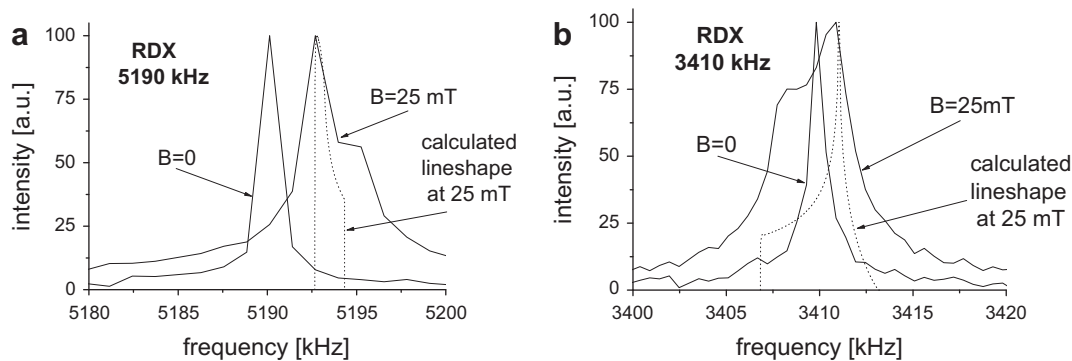 a
RDX
5190 kHz
B=0
B=25 mT
calculated
lineshape
at 25 mT
intensity [a.u.]
100
75
50
25
0
5180
5185
5190
5195
5200
frequency [kHz]
b
RDX
3410 kHz
B=0
B=25mT
calculated
lineshape
at 25 mT
intensity [a.u.]
100
75
50
25
0
3400
3405
3410
3415
3420
frequency [kHz]